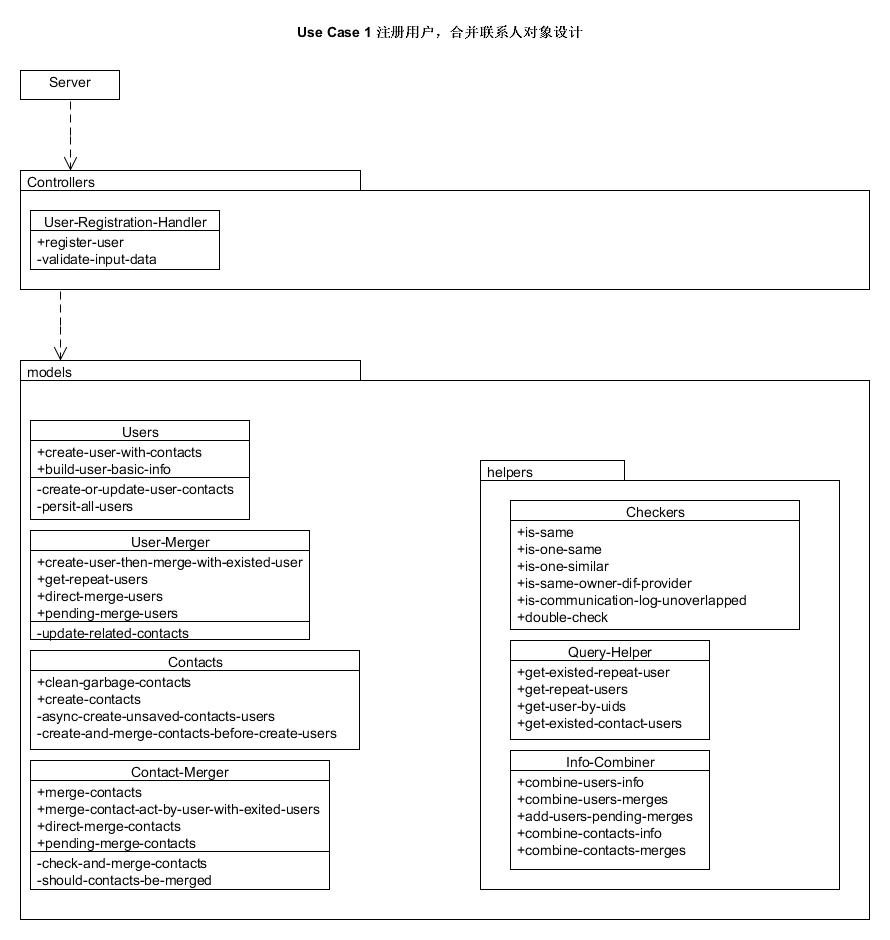 Use Case 1 注册用户，合并联系人对象设计
Server
Controllers
User-Registration-Handler
+register-user
-validate-input-data
models
Users
+create-user-with-contacts
+build-user-basic-info
-create-or-update-user-contacts
-persit-all-users
User-Merger
+create-user-then-merge-with-existed-user
+get-repeat-users
+direct-merge-users
+pending-merge-users
-update-related-contacts
Contacts
+clean-garbage-contacts
+create-contacts
-async-create-unsaved-contacts-users
-create-and-merge-contacts-before-create-users
Contact-Merger
+merge-contacts
+merge-contact-act-by-user-with-exited-users
+direct-merge-contacts
+pending-merge-contacts
-check-and-merge-contacts
-should-contacts-be-merged
helpers
Checkers
+is-same
+is-one-same
+is-one-similar
+is-same-owner-dif-provider
+is-communication-log-unoverlapped
+double-check
Query-Helper
+get-existed-repeat-user
+get-repeat-users
+get-user-by-uids
+get-existed-contact-users
Info-Combiner
+combine-users-info
+combine-users-merges
+add-users-pending-merges
+combine-contacts-info
+combine-contacts-merges